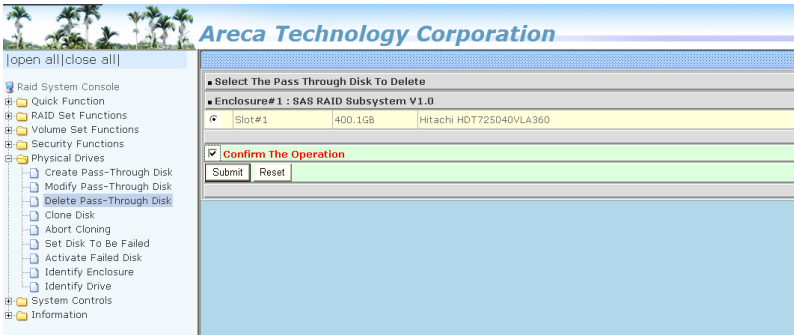 Areca Technology Corporation
|open all|close all|
Raid System Console
Quick Function
RAID Set Functions
Volume Set Functions
Security Functions
Physical Drives
Create Pass-Through Disk
Modify Pass-Through Disk
Delete Pass-Through Disk
Clone Disk
Abort Cloning
Set Disk To Be Failed
Activate Failed Disk
Identify Enclosure
Identify Drive
System Controls
Information
Select The Pass Through Disk To Delete
Enclosure#1 : SAS RAID Subsystem V1.0
Slot#1 400.1GB Hitachi HDT725040VLA360
Confirm The Operation
Submit Reset